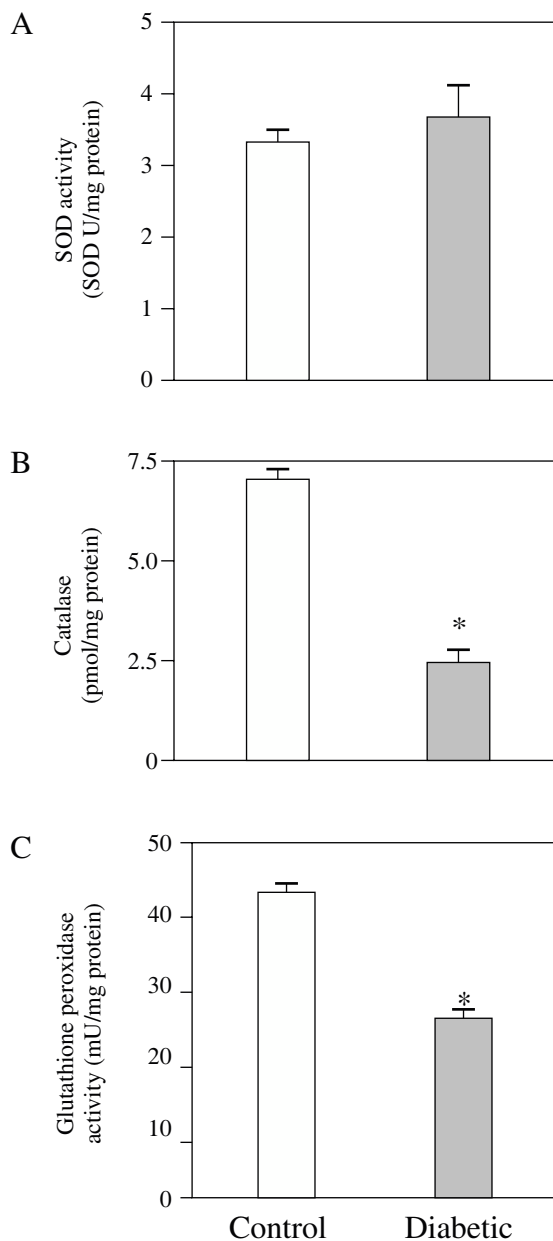 A
SOD activity
(SOD U/mg protein)
5
4
3
2
1
0
B
Catalase
(pmol/mg protein)
7.5
5.0
2.5
0
*
C
Glutathione peroxidase
activity (mU/mg protein)
50
40
30
20
10
0
*
Control Diabetic